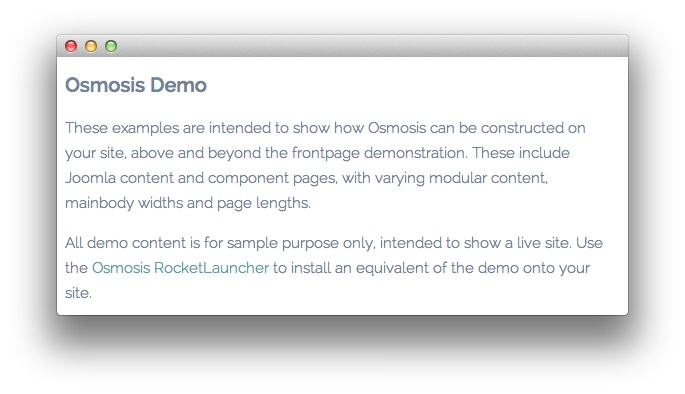 Osmosis Demo
These examples are intended to show how Osmosis can be constructed on
your site, above and beyond the frontpage demonstration. These include
Joomla content and component pages, with varying modular content,
mainbody widths and page lengths.
All demo content is for sample purpose only, intended to show a live site. Use
the Osmosis RocketLauncher to install an equivalent of the demo onto your
site.